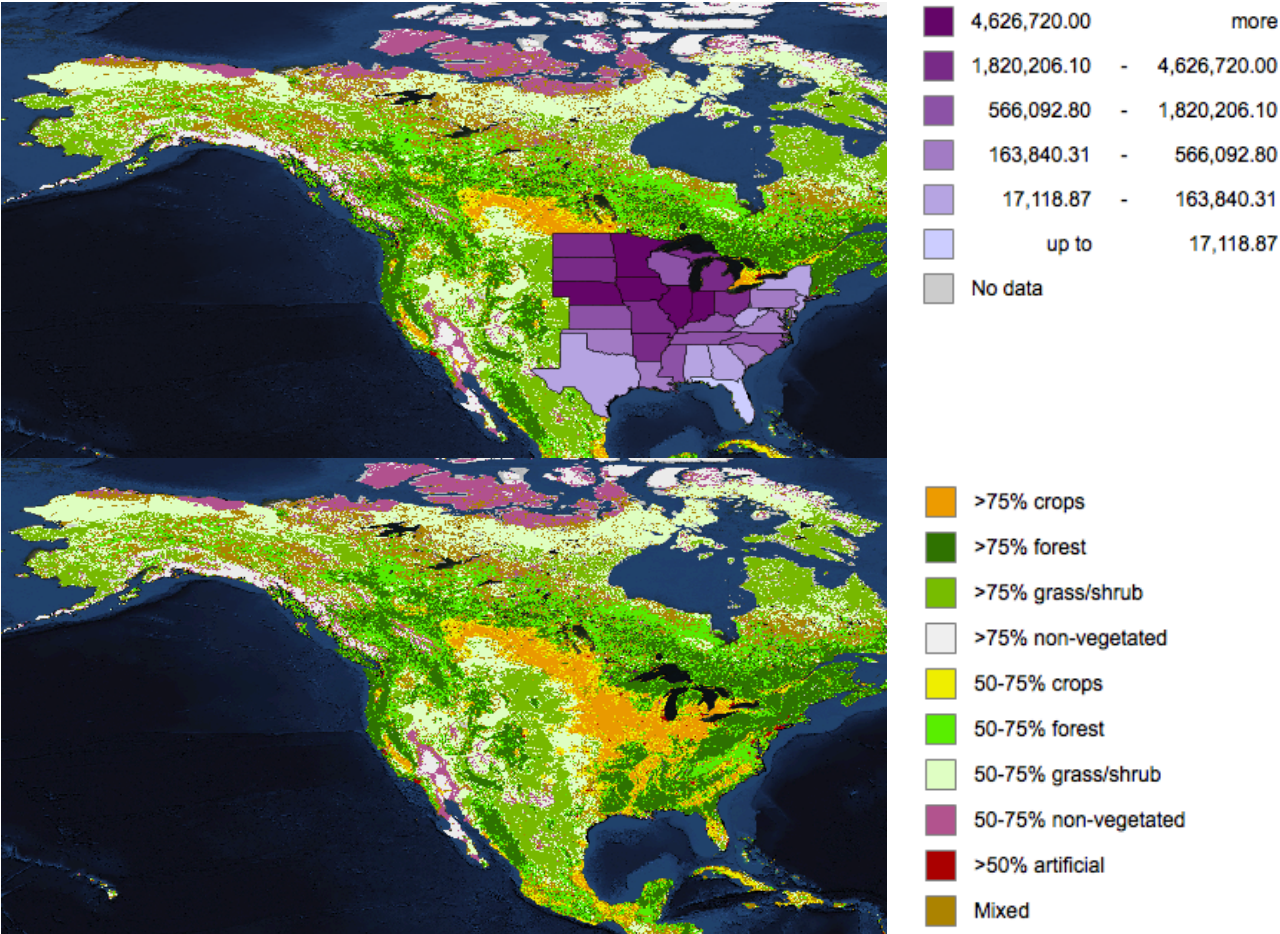 4,626,720.00 more
1,820,206.10 - 4,626,720.00
566,092.80 - 1,820,206.10
163,840.31 - 566,092.80
17,118.87 - 163,840.31
up to 17,118.87
No data
>75% crops
>75% forest
>75% grass/shrub
>75% non-vegetated
50-75% crops
50-75% forest
50-75% grass/shrub
50-75% non-vegetated
>50% artificial
Mixed